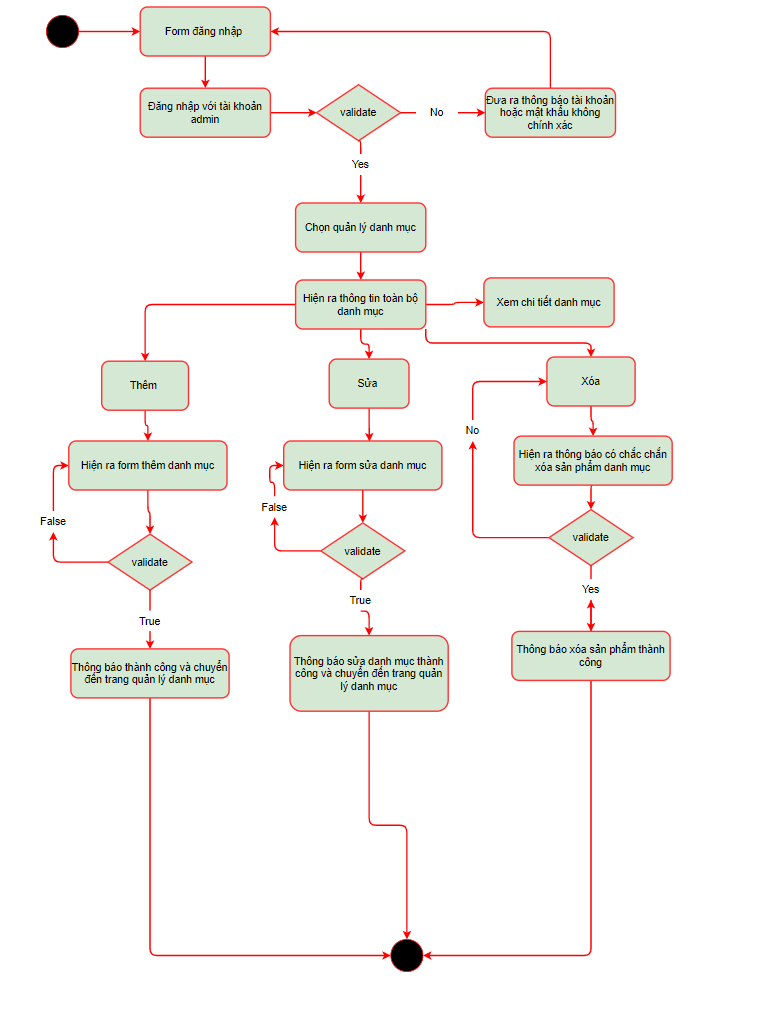 Form đăng nhập
Đăng nhập với tài khoản
admin
validate
No
Đưa ra thông báo tài khoản
hoặc mật khẩu không
chính xác
Yes
Chọn quản lý danh mục
Hiện ra thông tin toàn bộ
danh mục
Xem chi tiết danh mục
Thêm
Sửa
Xóa
No
Hiện ra form thêm danh mục
Hiện ra form sửa danh mục
Hiện ra thông báo có chắc chắn
xóa sản phẩm danh mục
False
False
validate
validate
validate
True
True
Yes
Thông báo thành công và chuyển
đến trang quản lý danh mục
Thông báo sửa danh mục thành
công và chuyển đến trang quản
lý danh mục
Thông báo xóa sản phẩm thành
công